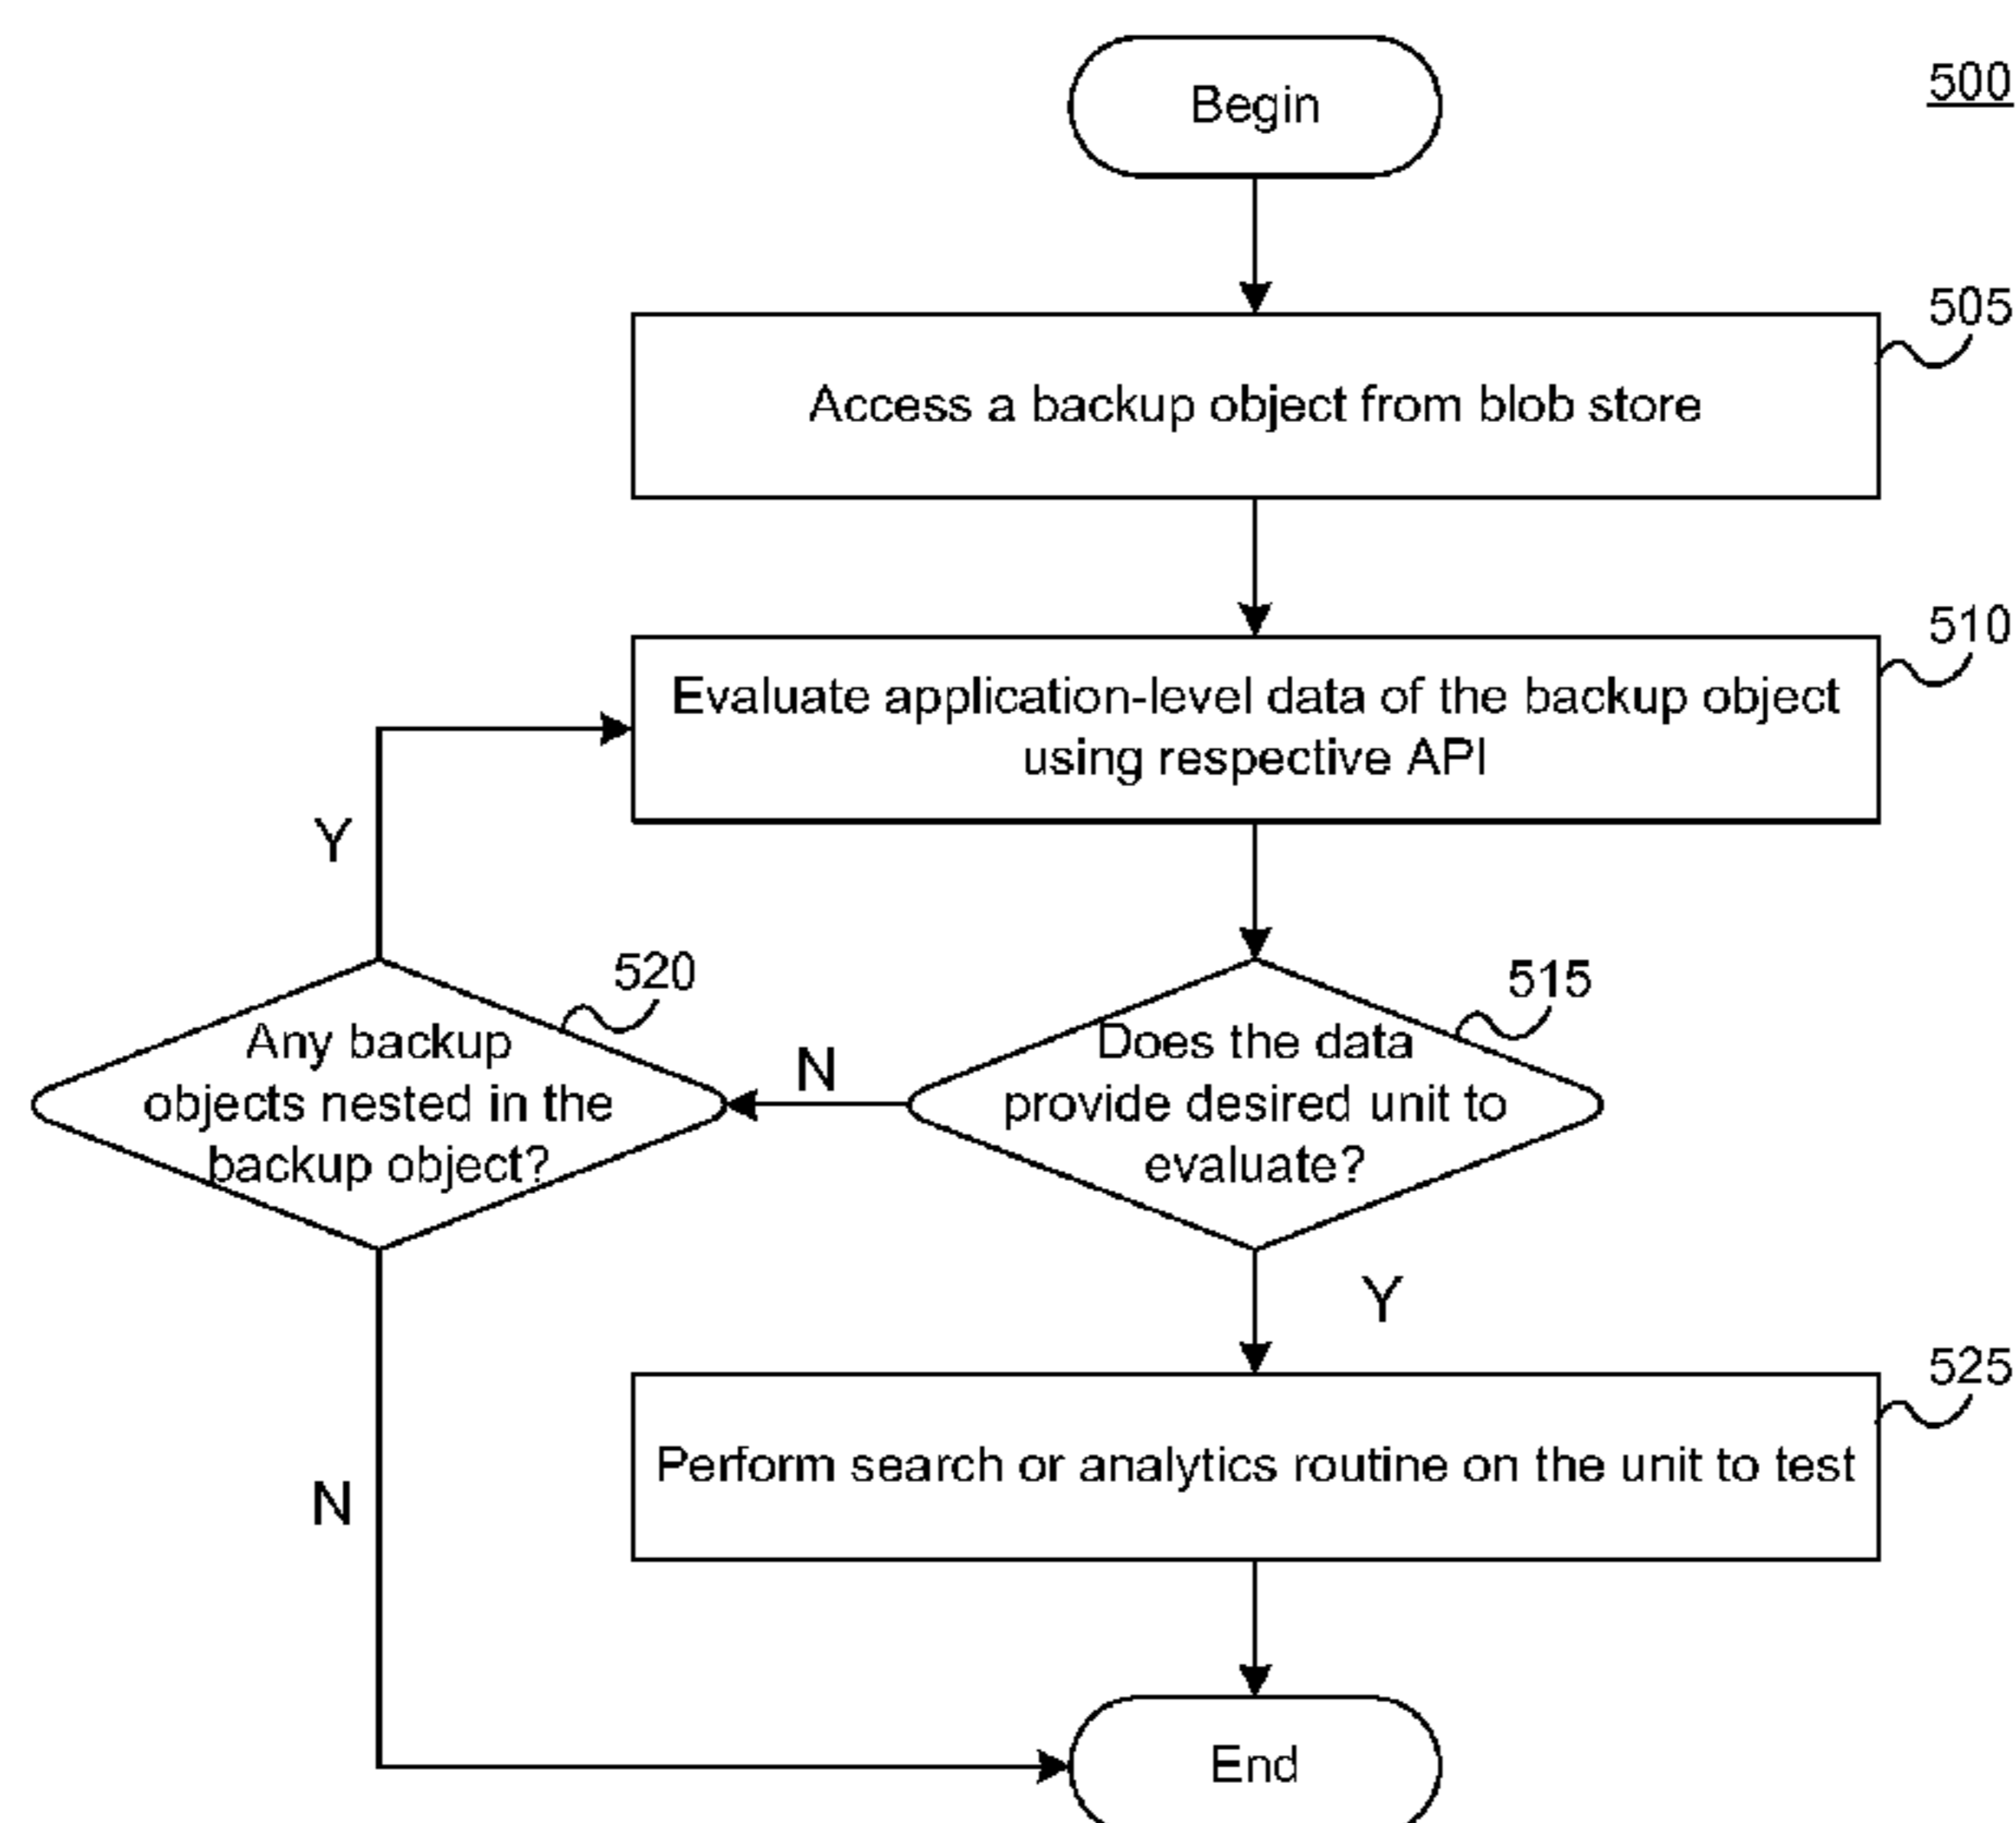 Begin
500
505
Access a backup object from blob store
510
Evaluate application-level data of the backup object
using respective API
Y
520
Any backup
objects nested in the
backup object?
N
515
Does the data
provide desired unit to
evaluate?
Y
525
Perform search or analytics routine on the unit to test
N
End